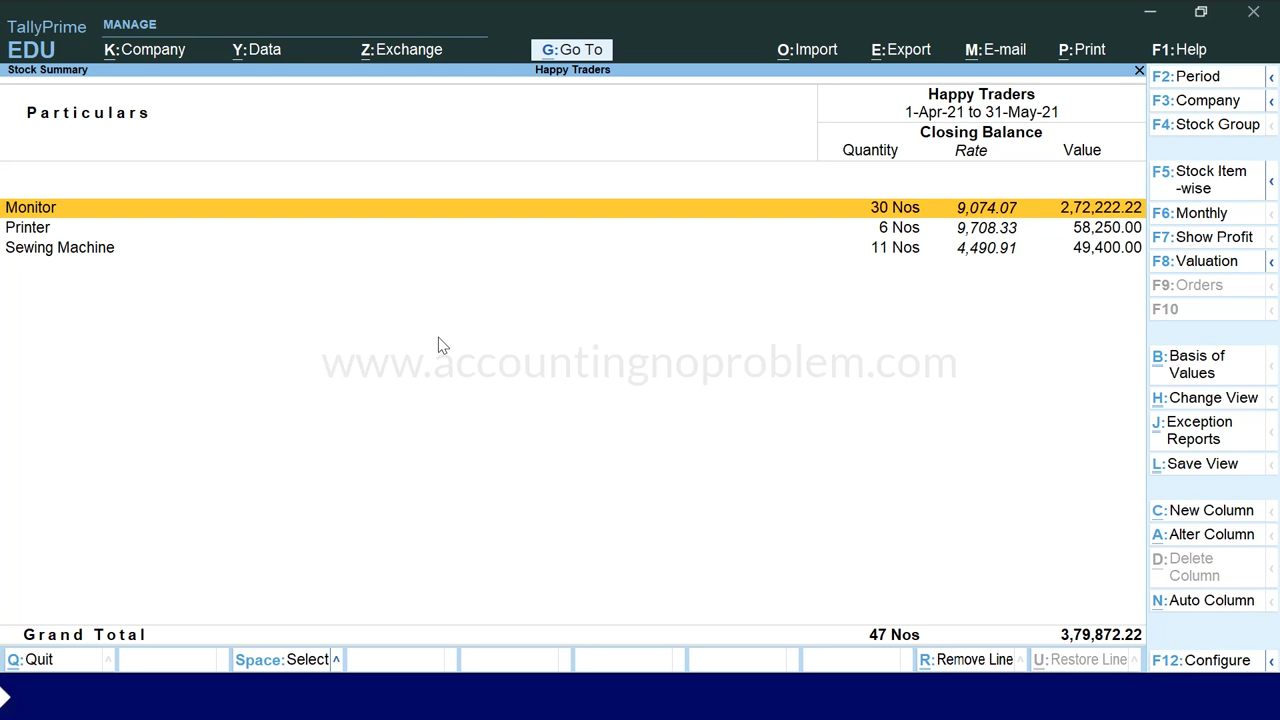 TallyPrime
EDU
MANAGE
K:Company
Y:Data
Z:Exchange
G:Go To
O:Import
E:Export
M:E-mail
P:Print
F1:Help
Stock Summary
Happy Traders
Particulars
Happy Traders
1-Apr-21 to 31-May-21
Closing Balance
Quantity Rate Value
Monitor 30 Nos 9,074.07 2,72,222.22
Printer 6 Nos 9,708.33 58,250.00
Sewing Machine 11 Nos 4,490.91 49,400.00
www.accountingnoproblem.com
Grand Total 47 Nos 3,79,872.22
Q:Quit
Space:Select
R:Remove Line
U:Restore Line
F2:Period
F3:Company
F4:Stock Group
F5:Stock Item
-wise
F6:Monthly
F7:Show Profit
F8:Valuation
F9:Orders
F10
B:Basis of
Values
H:Change View
J:Exception
Reports
L:Save View
C:New Column
A:Alter Column
D:Delete
Column
N:Auto Column
F12:Configure